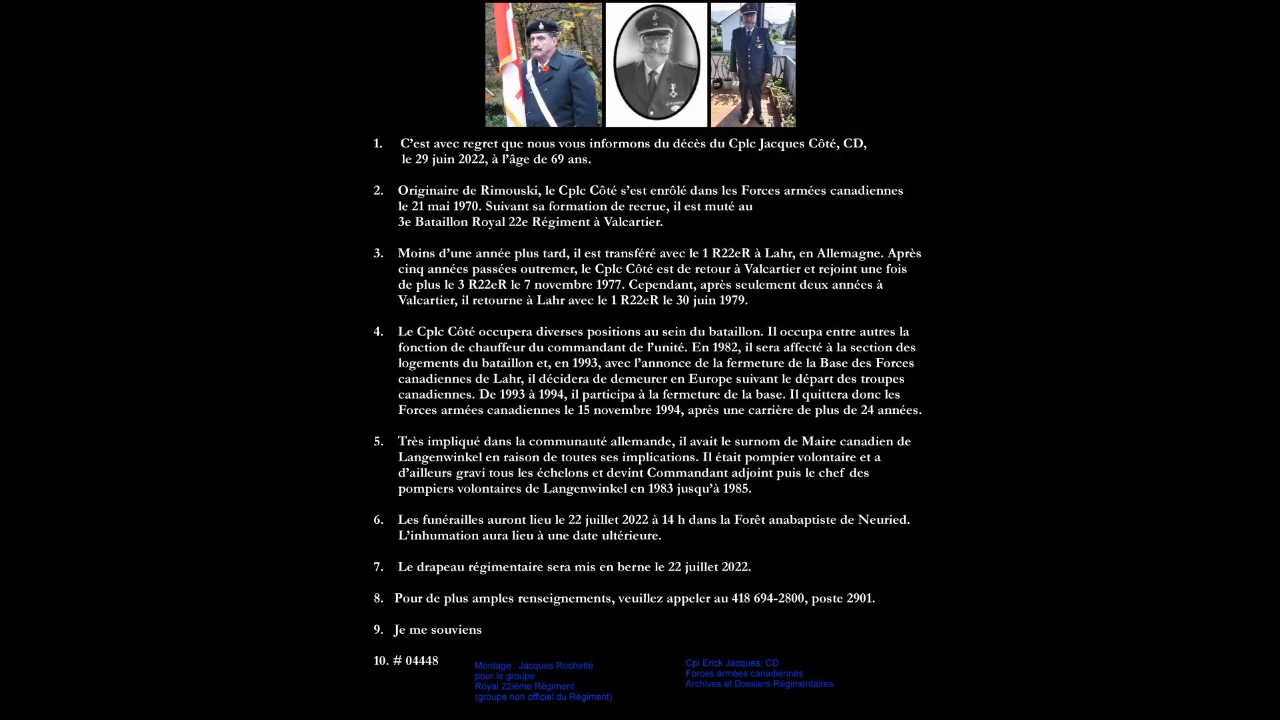 1. C’est avec regret que nous vous informons du décès du Cplc Jacques Côté, CD,
le 29 juin 2022, à l’âge de 69 ans.
2. Originaire de Rimouski, le Cplc Côté s’est enrôlé dans les Forces armées canadiennes
le 21 mai 1970. Suivant sa formation de recrue, il est muté au
3e Bataillon Royal 22e Régiment à Valcartier.
3. Moins d’une année plus tard, il est transféré avec le 1 R22eR à Lahr, en Allemagne. Après
cinq années passées outremer, le Cplc Côté est de retour à Valcartier et rejoint une fois
de plus le 3 R22eR le 7 novembre 1977. Cependant, après seulement deux années à
Valcartier, il retourne à Lahr avec le 1 R22eR le 30 juin 1979.
4. Le Cplc Côté occupera diverses positions au sein du bataillon. Il occupa entre autres la
fonction de chauffeur du commandant de l’unité. En 1982, il sera affecté à la section des
logements du bataillon et, en 1993, avec l’annonce de la fermeture de la Base des Forces
canadiennes de Lahr, il décidera de demeurer en Europe suivant le départ des troupes
canadiennes. De 1993 à 1994, il participa à la fermeture de la base. Il quittera donc les
Forces armées canadiennes le 15 novembre 1994, après une carrière de plus de 24 années.
5. Très impliqué dans la communauté allemande, il avait le surnom de Maire canadien de
Langenwinkel en raison de toutes ses implications. Il était pompier volontaire et a
d’ailleurs gravi tous les échelons et devint Commandant adjoint puis le chef des
pompiers volontaires de Langenwinkel en 1983 jusqu’à 1985.
6. Les funérailles auront lieu le 22 juillet 2022 à 14 h dans la Forêt anabaptiste de Neuried.
L’inhumation aura lieu à une date ultérieure.
7. Le drapeau régimentaire sera mis en berne le 22 juillet 2022.
8. Pour de plus amples renseignements, veuillez appeler au 418 694-2800, poste 2901.
9. Je me souviens
10. # 04448
Montage : Jacques Rochette
pour le groupe
Royal 22ième Régiment
(groupe non officiel du Régiment)
Cpl Erick Jacques, CD
Forces armées canadiennes
Archives et Dossiers Régimentaires